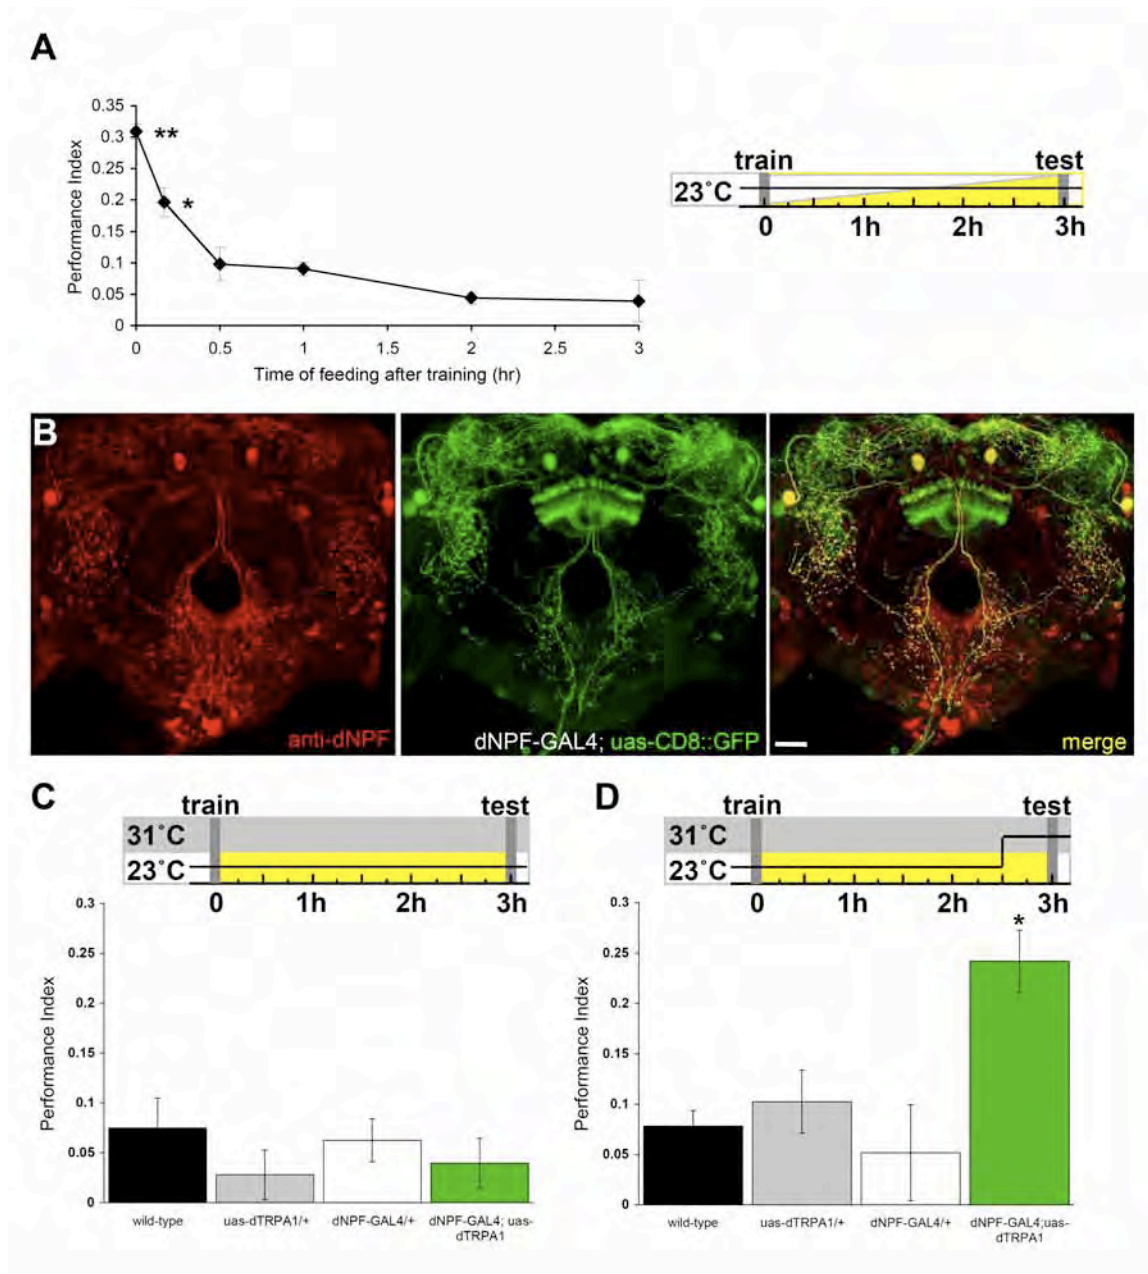 A
0.35
0.3
0.25
0.2
0.15
0.1
0.05
0
**
*
Performance Index
0 0.5 1 1.5 2 2.5 3
Time of feeding after training (hr)
train test
23˚C
0 1h 2h 3h
B
anti-dNPF
dNPF-GAL4; uas-CD8::GFP
merge
C
train test
31˚C
23˚C
0 1h 2h 3h
0.3
0.25
0.2
0.15
0.1
0.05
0
Performance Index
wild-type uas-dTRPA1/+ dNPF-GAL4/+ dNPF-GAL4; uas-
dTRPA1
D
train test
31˚C
23˚C
0 1h 2h 3h
0.3
0.25
0.2
0.15
0.1
0.05
0
*
Performance Index
wild-type uas-dTRPA1/+ dNPF-GAL4/+ dNPF-GAL4;uas-
dTRPA1